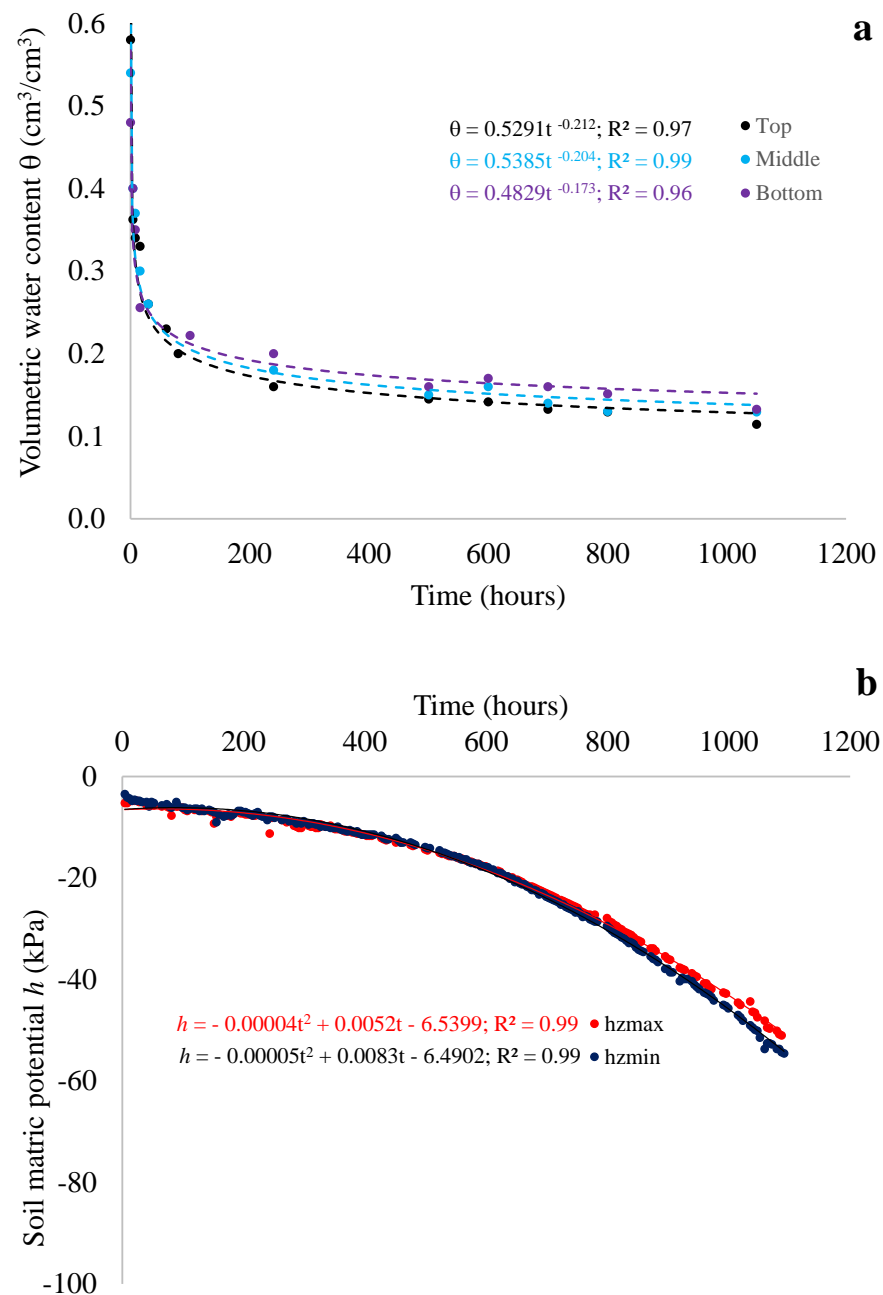 a
0.6
0.5
0.4
0.3
0.2
0.1
0.0
Volumetric water content θ (cm³/cm³)
θ = 0.5291t ⁻⁰·²¹²; R² = 0.97
Top
θ = 0.5385t ⁻⁰·²⁰⁴; R² = 0.99
Middle
θ = 0.4829t ⁻⁰·¹⁷³; R² = 0.96
Bottom
0 200 400 600 800 1000 1200
Time (hours)
b
Time (hours)
0 200 400 600 800 1000 1200
0
-20
-40
-60
-80
-100
Soil matric potential h (kPa)
h = - 0.00004t² + 0.0052t - 6.5399; R² = 0.99
hzmax
h = - 0.00005t² + 0.0083t - 6.4902; R² = 0.99
hzmin